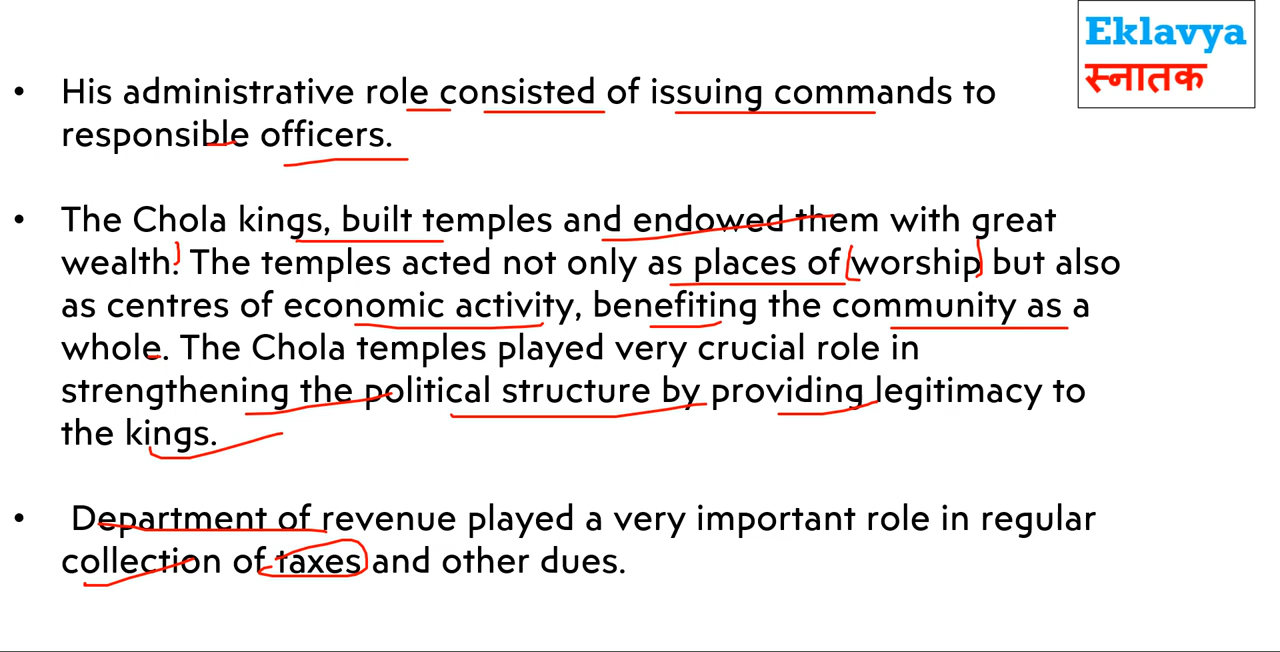 Eklavya
स्नातक
• His administrative role consisted of issuing commands to
responsible officers.
• The Chola kings, built temples and endowed them with great
wealth. The temples acted not only as places of worship but also
as centres of economic activity, benefiting the community as a
whole. The Chola temples played very crucial role in
strengthening the political structure by providing legitimacy to
the kings.
• Department of revenue played a very important role in regular
collection of taxes and other dues.